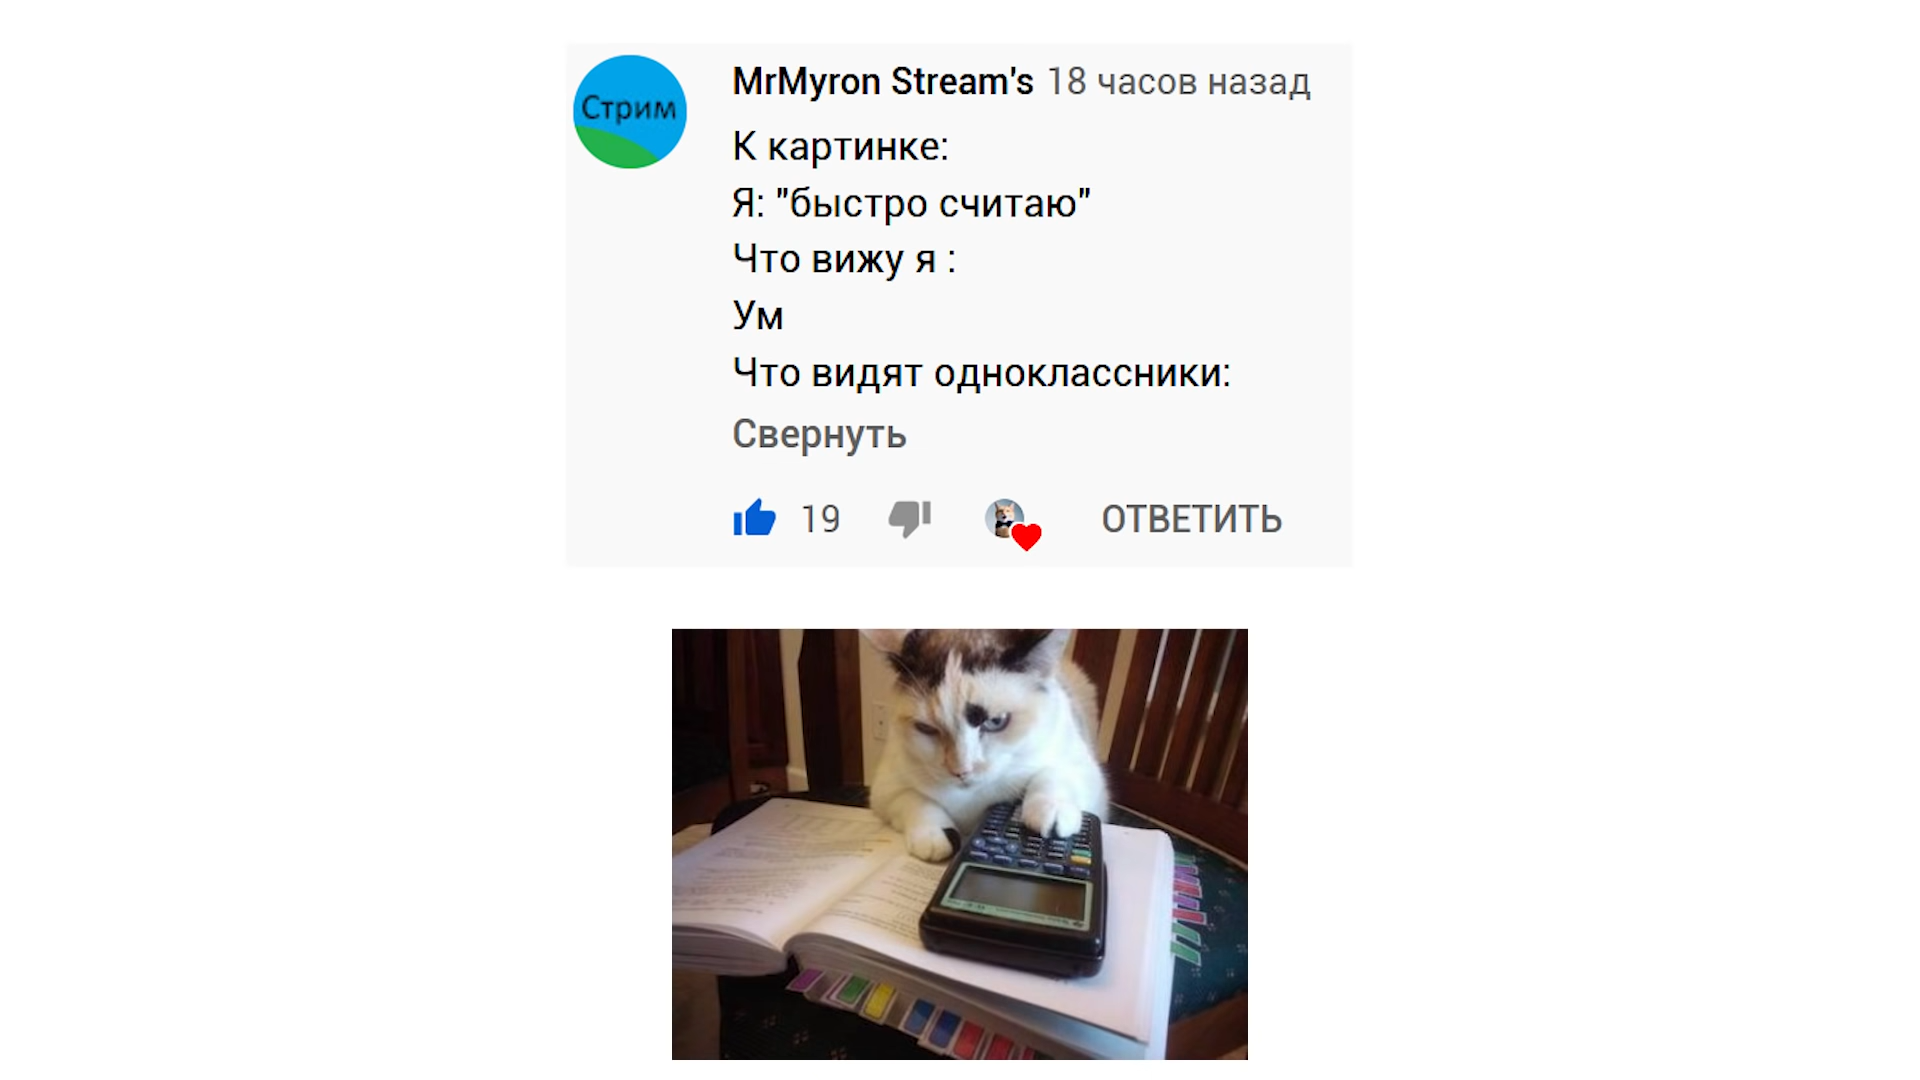 Стрим
MrMyron Stream's 18 часов назад
К картинке:
Я: "быстро считаю"
Что вижу я :
Ум
Что видят одноклассники:
Свернуть
19
ОТВЕТИТЬ